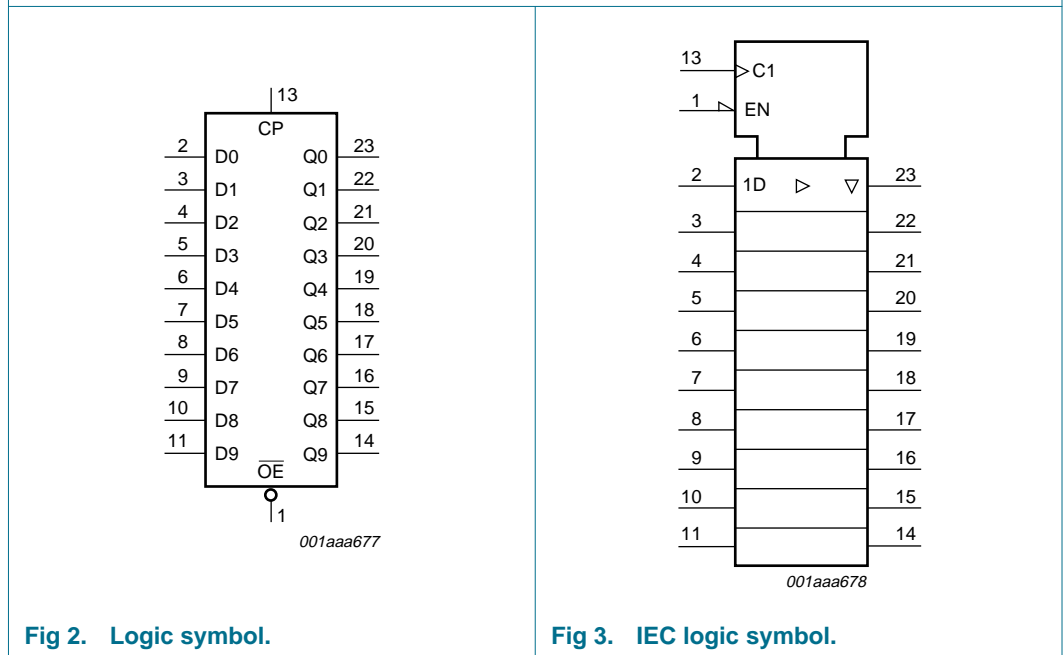 13
CP
2 D0 Q0 23
3 D1 Q1 22
4 D2 Q2 21
5 D3 Q3 20
6 D4 Q4 19
7 D5 Q5 18
8 D6 Q6 17
9 D7 Q7 16
10 D8 Q8 15
11 D9 Q9 14
OE
1
001aaa677
Fig 2. Logic symbol.
13 C1
1 EN
2 1D 23
3 22
4 21
5 20
6 19
7 18
8 17
9 16
10 15
11 14
001aaa678
Fig 3. IEC logic symbol.